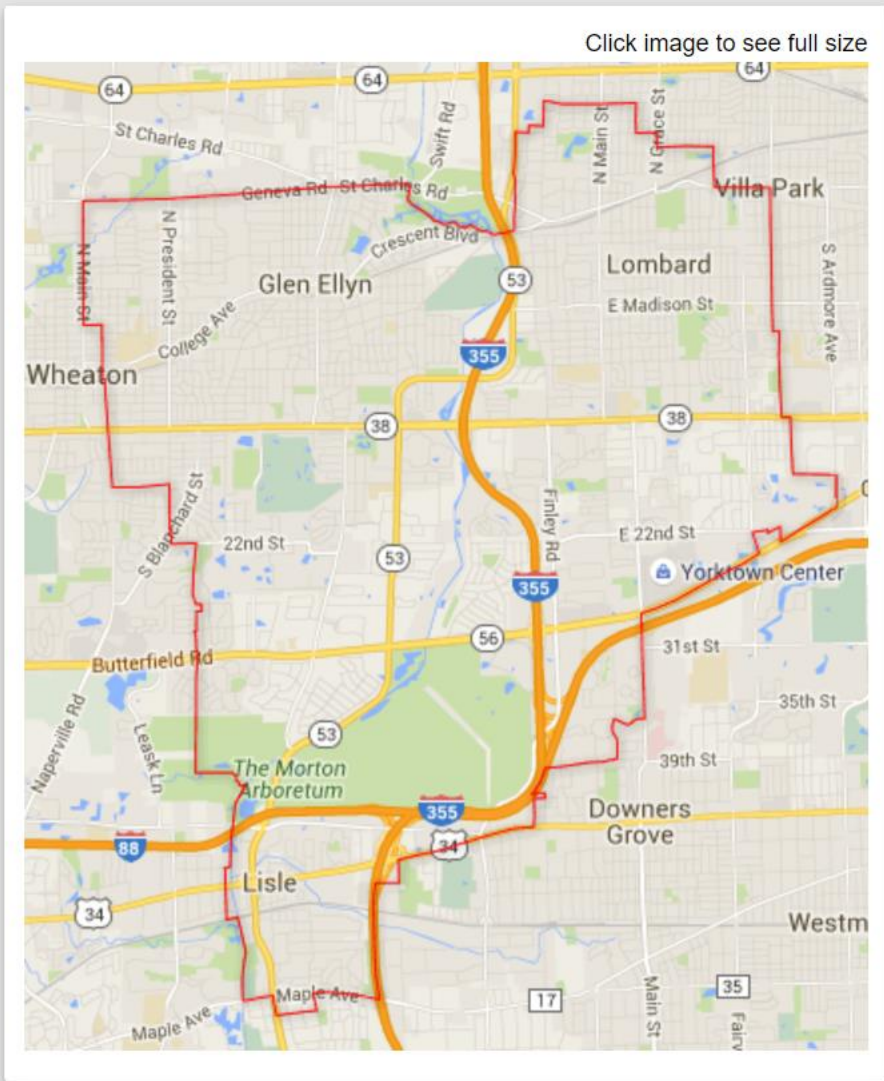 Click image to see full size
64
64
64
St Charles Rd
Swift Rd
N Main St
N Grace St
Geneva Rd
St Charles Rd
Villa Park
N Main St
N President St
Crescent Blvd
Glen Ellyn
Lombard
S Ardmore Ave
53
E Madison St
College Ave
355
Wheaton
38
38
S Blanchard St
Finley Rd
22nd St
E 22nd St
53
Yorktown Center
355
56
31st St
Butterfield Rd
35th St
Naperville Rd
Leask Ln
53
39th St
The Morton
Arboretum
355
Downers
Grove
88
34
Lisle
34
Westm
Maple Ave
17
35
Main St
Maple Ave
Fairv